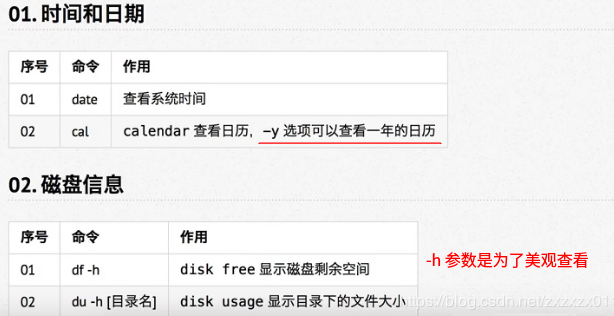 01. 时间和日期
序号 命令 作用
01 date 查看系统时间
02 cal calendar 查看日历，-y 选项可以查看一年的日历
02. 磁盘信息
序号 命令 作用
01 df -h disk free 显示磁盘剩余空间
-h 参数是为了美观查看
02 du -h [目录名] disk usage 显示目录下的文件大小
https://blog.csdn.net/zxzxzx01